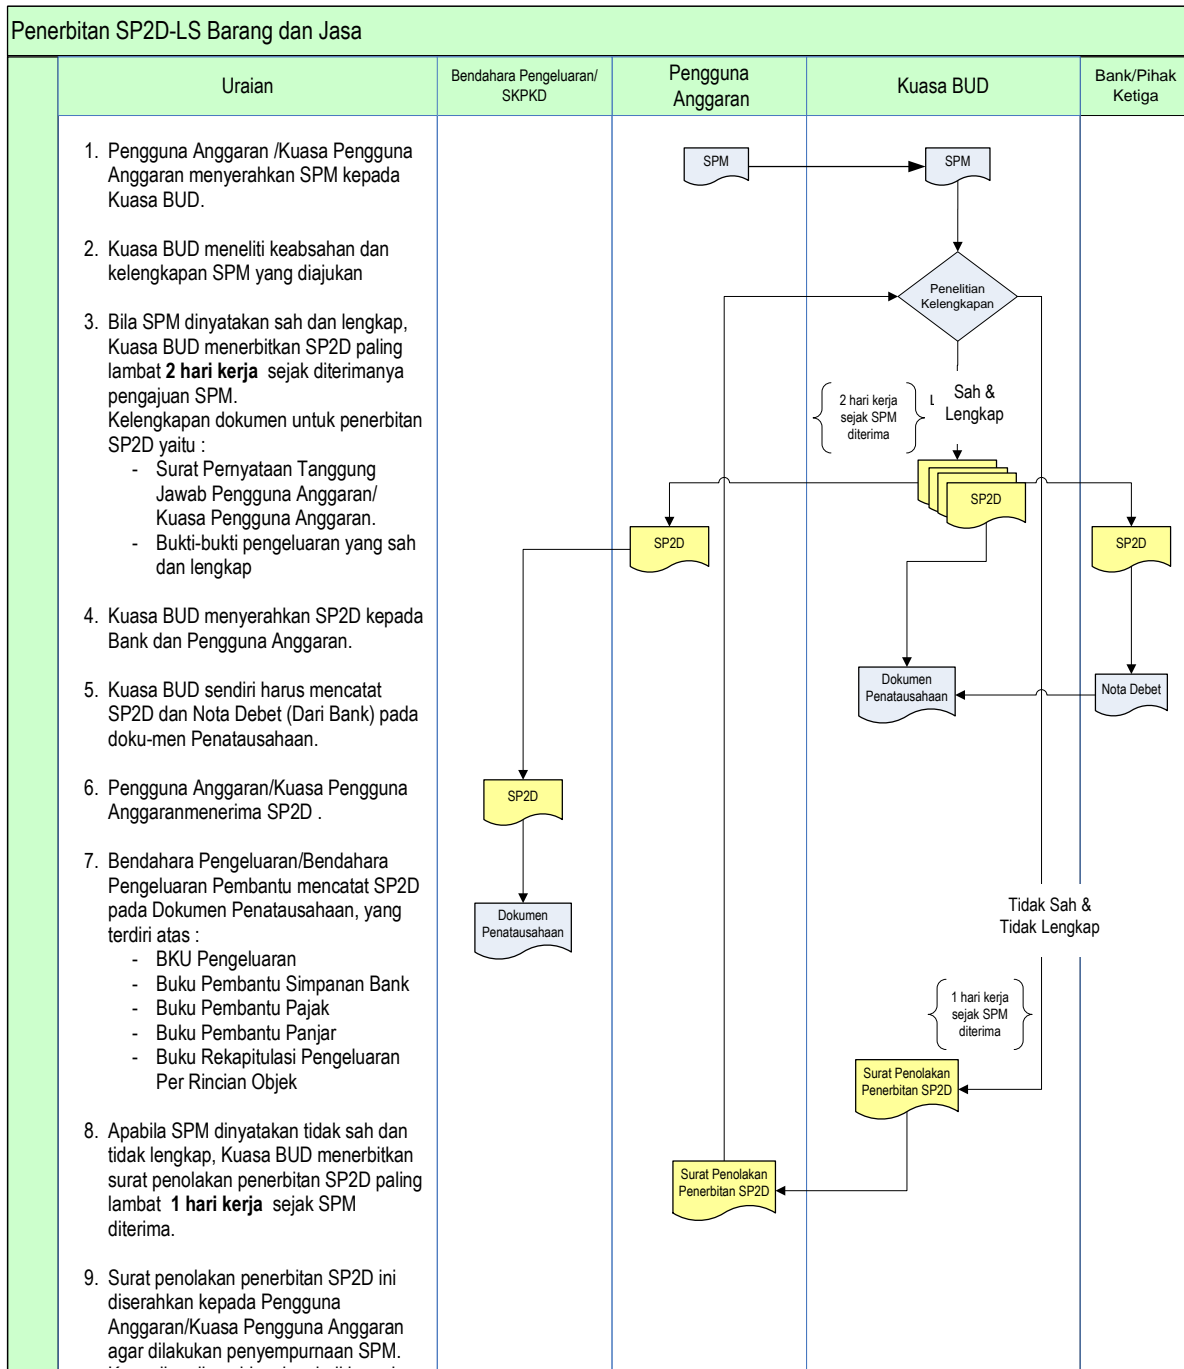 Penerbitan SP2D-LS Barang dan Jasa
Uraian
Bendahara Pengeluaran/
SKPKD
Pengguna
Anggaran
Kuasa BUD
Bank/Pihak
Ketiga
1. Pengguna Anggaran /Kuasa Pengguna
Anggaran menyerahkan SPM kepada
Kuasa BUD.
2. Kuasa BUD meneliti keabsahan dan
kelengkapan SPM yang diajukan
3. Bila SPM dinyatakan sah dan lengkap,
Kuasa BUD menerbitkan SP2D paling
lambat 2 hari kerja sejak diterimanya
pengajuan SPM.
Kelengkapan dokumen untuk penerbitan
SP2D yaitu :
- Surat Pernyataan Tanggung
Jawab Pengguna Anggaran/
Kuasa Pengguna Anggaran.
- Bukti-bukti pengeluaran yang sah
dan lengkap
4. Kuasa BUD menyerahkan SP2D kepada
Bank dan Pengguna Anggaran.
5. Kuasa BUD sendiri harus mencatat
SP2D dan Nota Debet (Dari Bank) pada
doku-men Penatausahaan.
6. Pengguna Anggaran/Kuasa Pengguna
Anggaranmenerima SP2D .
7. Bendahara Pengeluaran/Bendahara
Pengeluaran Pembantu mencatat SP2D
pada Dokumen Penatausahaan, yang
terdiri atas :
- BKU Pengeluaran
- Buku Pembantu Simpanan Bank
- Buku Pembantu Pajak
- Buku Pembantu Panjar
- Buku Rekapitulasi Pengeluaran
Per Rincian Objek
8. Apabila SPM dinyatakan tidak sah dan
tidak lengkap, Kuasa BUD menerbitkan
surat penolakan penerbitan SP2D paling
lambat 1 hari kerja sejak SPM
diterima.
9. Surat penolakan penerbitan SP2D ini
diserahkan kepada Pengguna
Anggaran/Kuasa Pengguna Anggaran
agar dilakukan penyempurnaan SPM.
SPM
SPM
Penelitian
Kelengkapan
2 hari kerja
sejak SPM
diterima
Sah &
Lengkap
SP2D
SP2D
SP2D
Dokumen
Penatausahaan
Nota Debet
SP2D
Dokumen
Penatausahaan
Tidak Sah &
Tidak Lengkap
1 hari kerja
sejak SPM
diterima
Surat Penolakan
Penerbitan SP2D
Surat Penolakan
Penerbitan SP2D